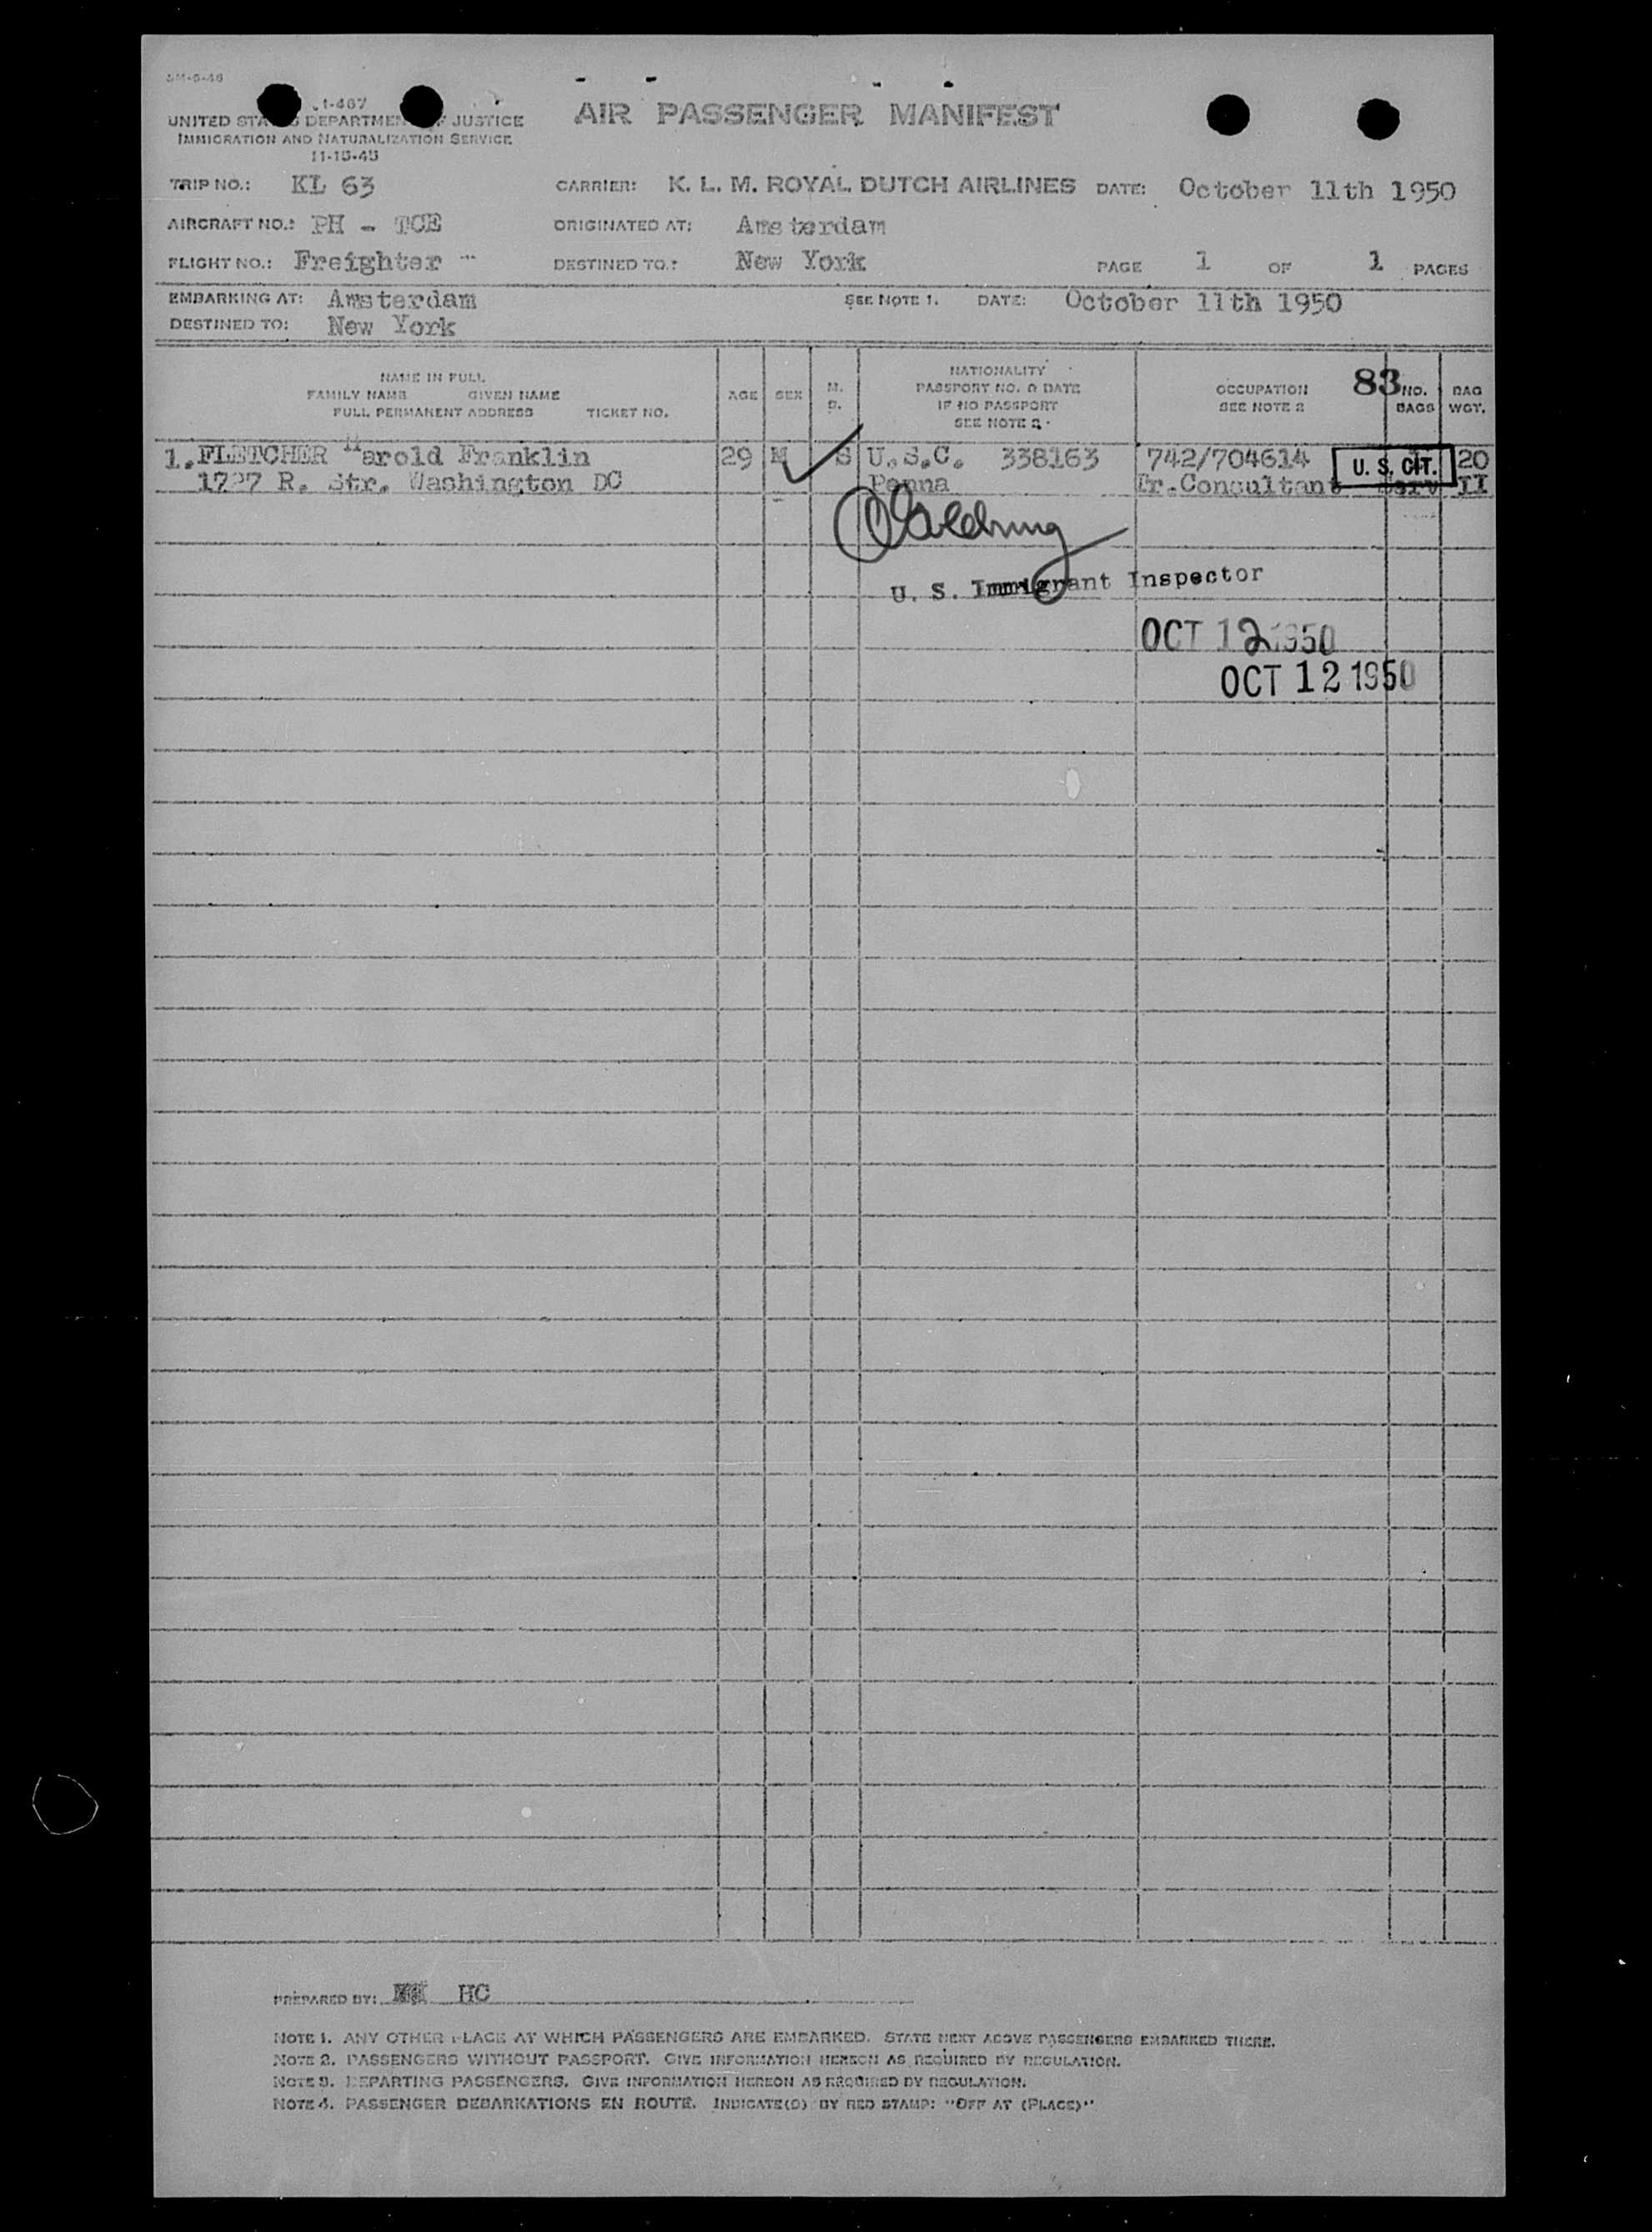 5M-5-46
1-467
UNITED STATES DEPARTMENT OF JUSTICE
IMMIGRATION AND NATURALIZATION SERVICE
11-15-45
AIR PASSENGER MANIFEST
TRIP NO.: KL 63 CARRIER: K. L. M. ROYAL DUTCH AIRLINES DATE: October 11th 1950
AIRCRAFT NO.: PH - TCE ORIGINATED AT: Amsterdam
FLIGHT NO.: Freighter DESTINED TO.: New York PAGE 1 OF 1 PAGES
EMBARKING AT: Amsterdam SEE NOTE 1. DATE: October 11th 1950
DESTINED TO: New York
NAME IN FULL
FAMILY NAME GIVEN NAME
FULL PERMANENT ADDRESS TICKET NO.
AGE
SEX
M.
S.
NATIONALITY
PASSPORT NO. & DATE
IF NO PASSPORT
SEE NOTE 2
OCCUPATION
SEE NOTE 2
83
NO.
BAGS
BAG
WGT.
1. FLETCHER Harold Franklin 29 M S U.S.C. 338163 742/704614 U. S. CIT. 20
1727 R. Str. Washington DC Penna Tr.Consultant Serv II
U. S. Immigrant Inspector
OCT 12 1950
OCT 12 1950
PREPARED BY: HC
NOTE 1. ANY OTHER PLACE AT WHICH PASSENGERS ARE EMBARKED. STATE NEXT ABOVE PASSENGERS EMBARKED THERE.
NOTE 2. PASSENGERS WITHOUT PASSPORT. GIVE INFORMATION HEREON AS REQUIRED BY REGULATION.
NOTE 3. DEPARTING PASSENGERS. GIVE INFORMATION HEREON AS REQUIRED BY REGULATION.
NOTE 4. PASSENGER DEBARKATIONS EN ROUTE. INDICATE(D) BY RED STAMP: "OFF AT (PLACE)"